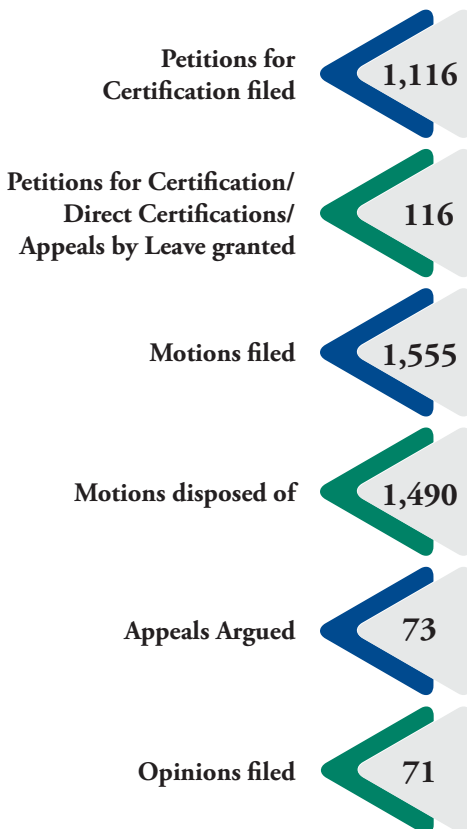 Petitions for
Certification filed
1,116
Petitions for Certification/
Direct Certifications/
Appeals by Leave granted
116
Motions filed
1,555
Motions disposed of
1,490
Appeals Argued
73
Opinions filed
71